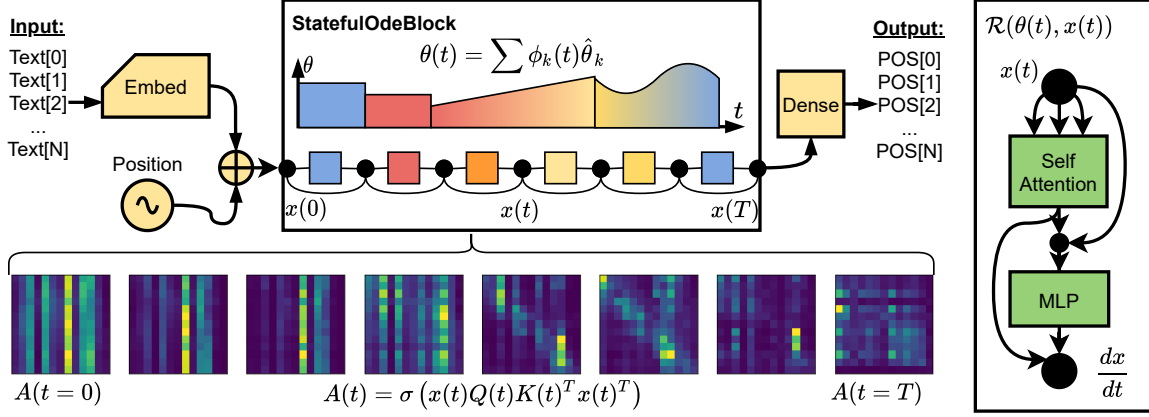 Input:
Text[0]
Text[1]
Text[2]
...
Text[N]
Embed
Position
StatefulOdeBlock
θ(t) = ∑ ϕ_k(t)θ̂_k
θ
t
x(0)
x(t)
x(T)
Dense
Output:
POS[0]
POS[1]
POS[2]
...
POS[N]
A(t = 0)
A(t) = σ(x(t)Q(t)K(t)^T x(t)^T)
A(t = T)
R(θ(t), x(t))
x(t)
Self
Attention
MLP
dx
dt